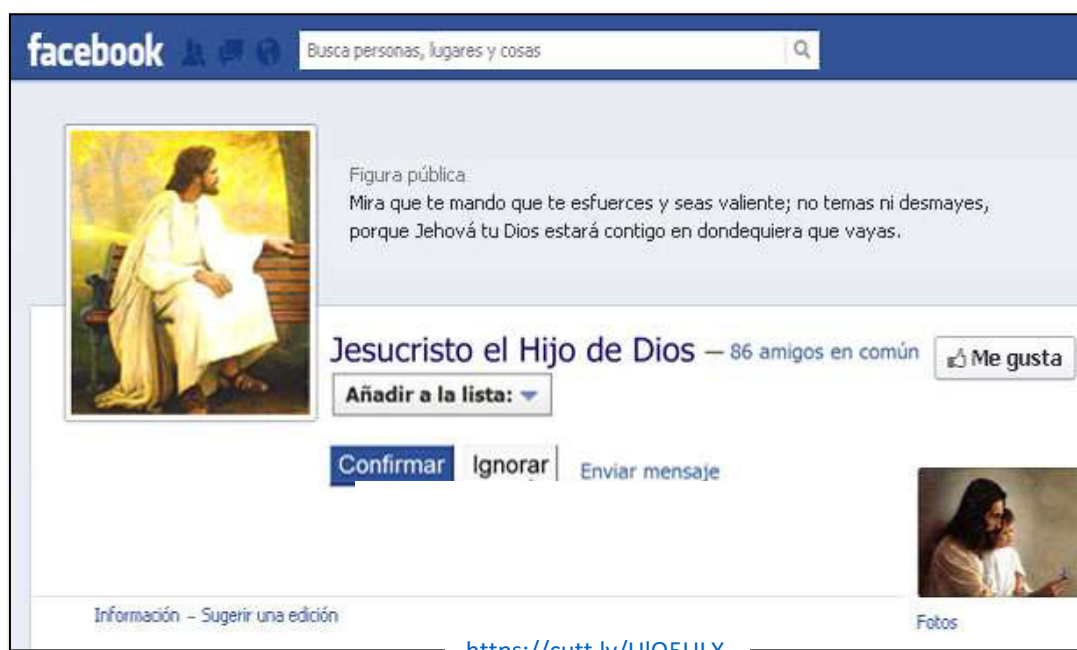 facebook
Busca personas, lugares y cosas
Figura pública
Mira que te mando que te esfuerces y seas valiente; no temas ni desmayes,
porque Jehová tu Dios estará contigo en dondequiera que vayas.
Jesucristo el Hijo de Dios — 86 amigos en común
Me gusta
Añadir a la lista:
Confirmar Ignorar Enviar mensaje
Información – Sugerir una edición
Fotos